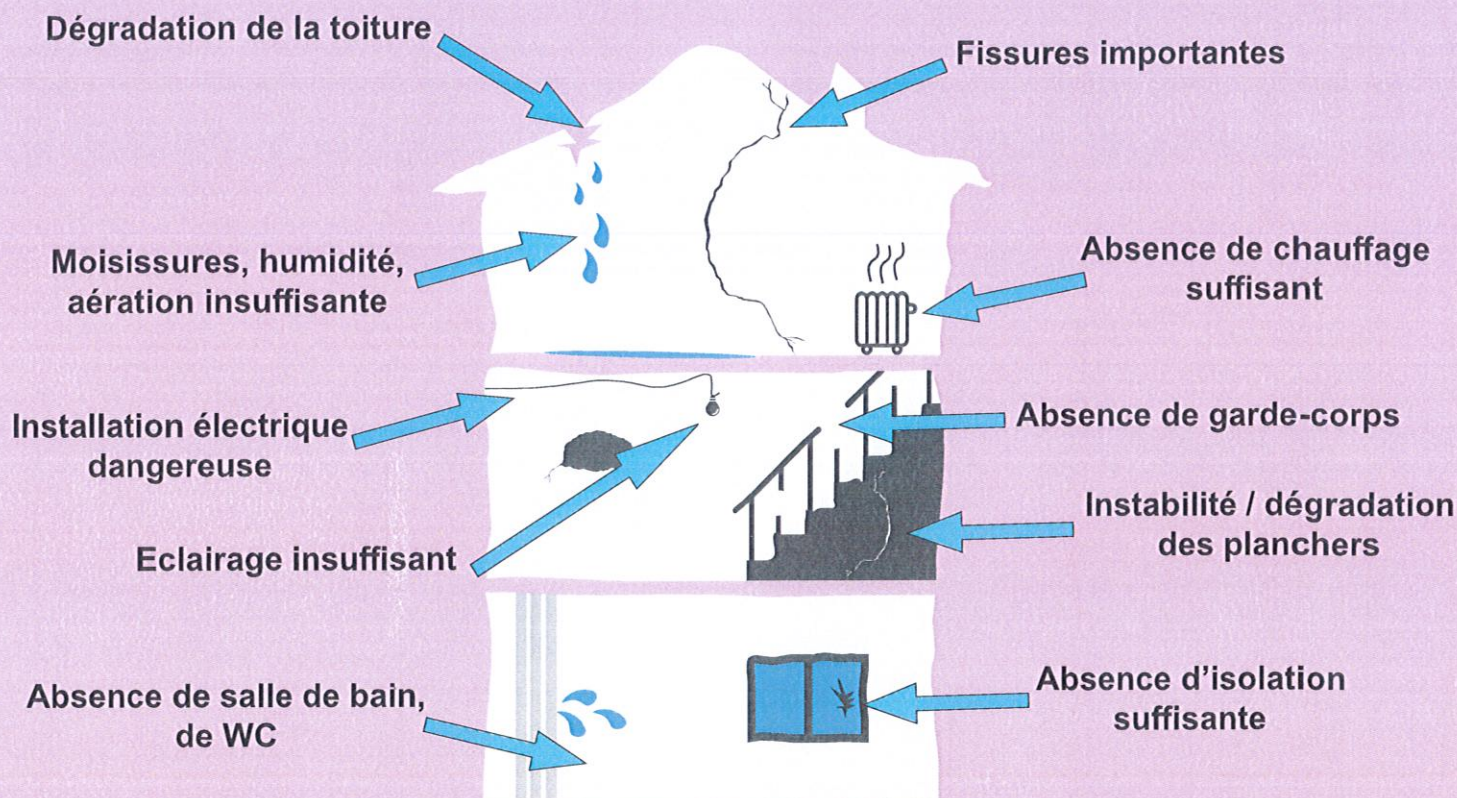 Dégradation de la toiture
Fissures importantes
Moisissures, humidité,
aération insuffisante
Absence de chauffage
suffisant
Installation électrique
dangereuse
Absence de garde-corps
Eclairage insuffisant
Instabilité / dégradation
des planchers
Absence de salle de bain,
de WC
Absence d'isolation
suffisante